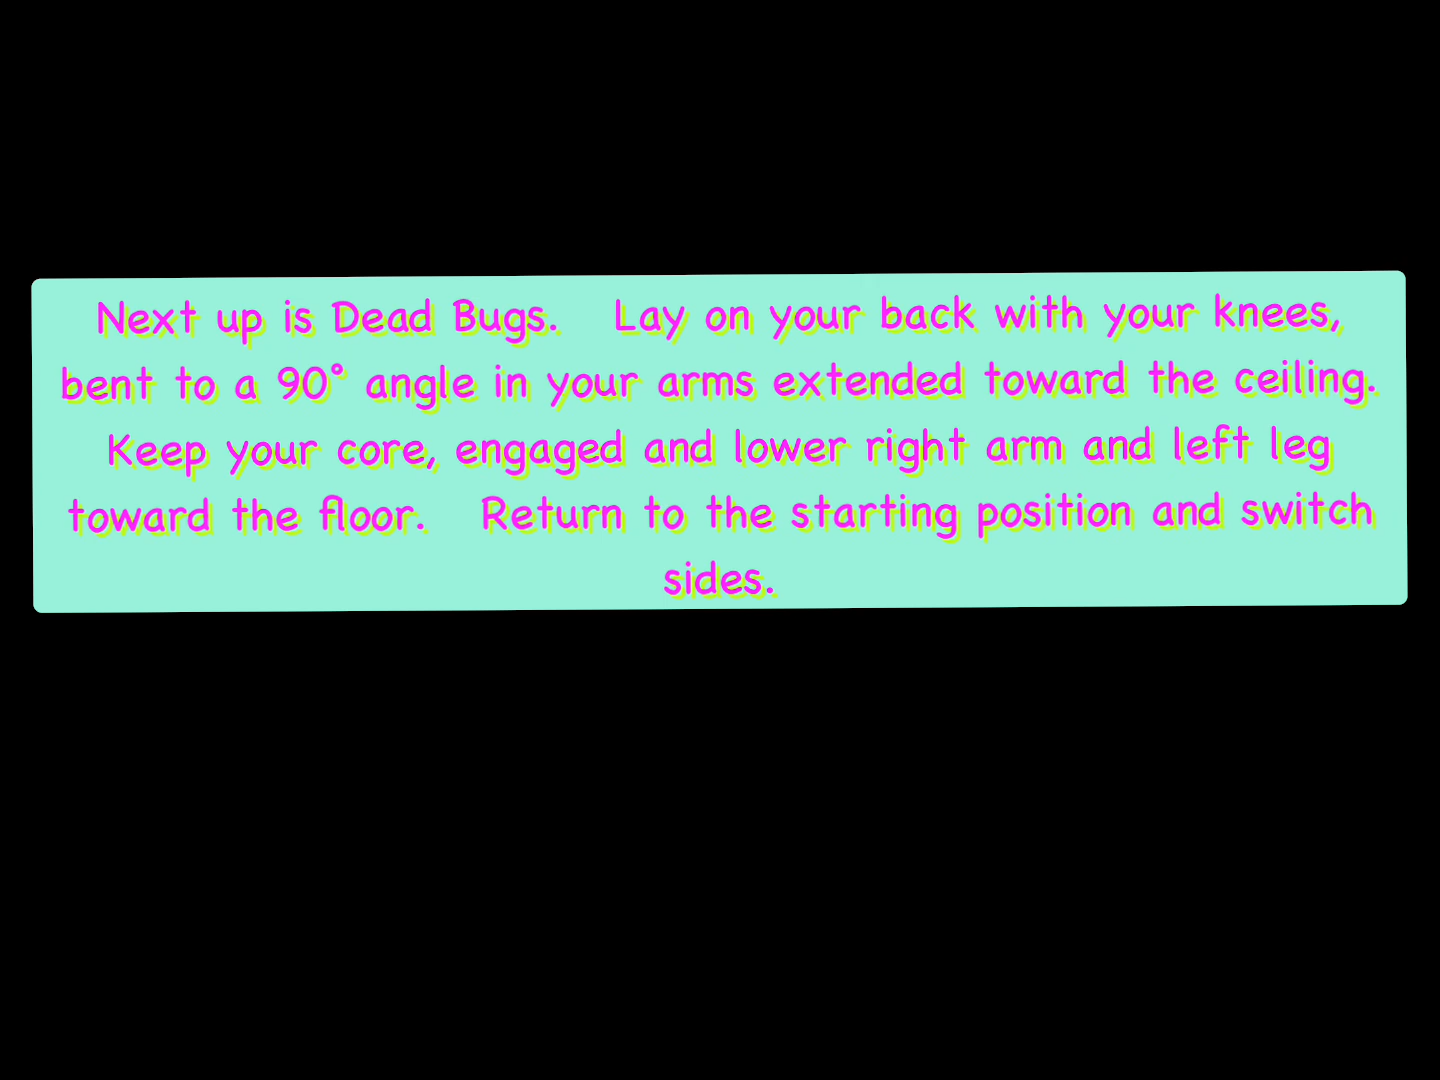 Next up is Dead Bugs.   Lay on your back with your knees,
bent to a 90° angle in your arms extended toward the ceiling.
Keep your core, engaged and lower right arm and left leg
toward the floor.   Return to the starting position and switch
sides.